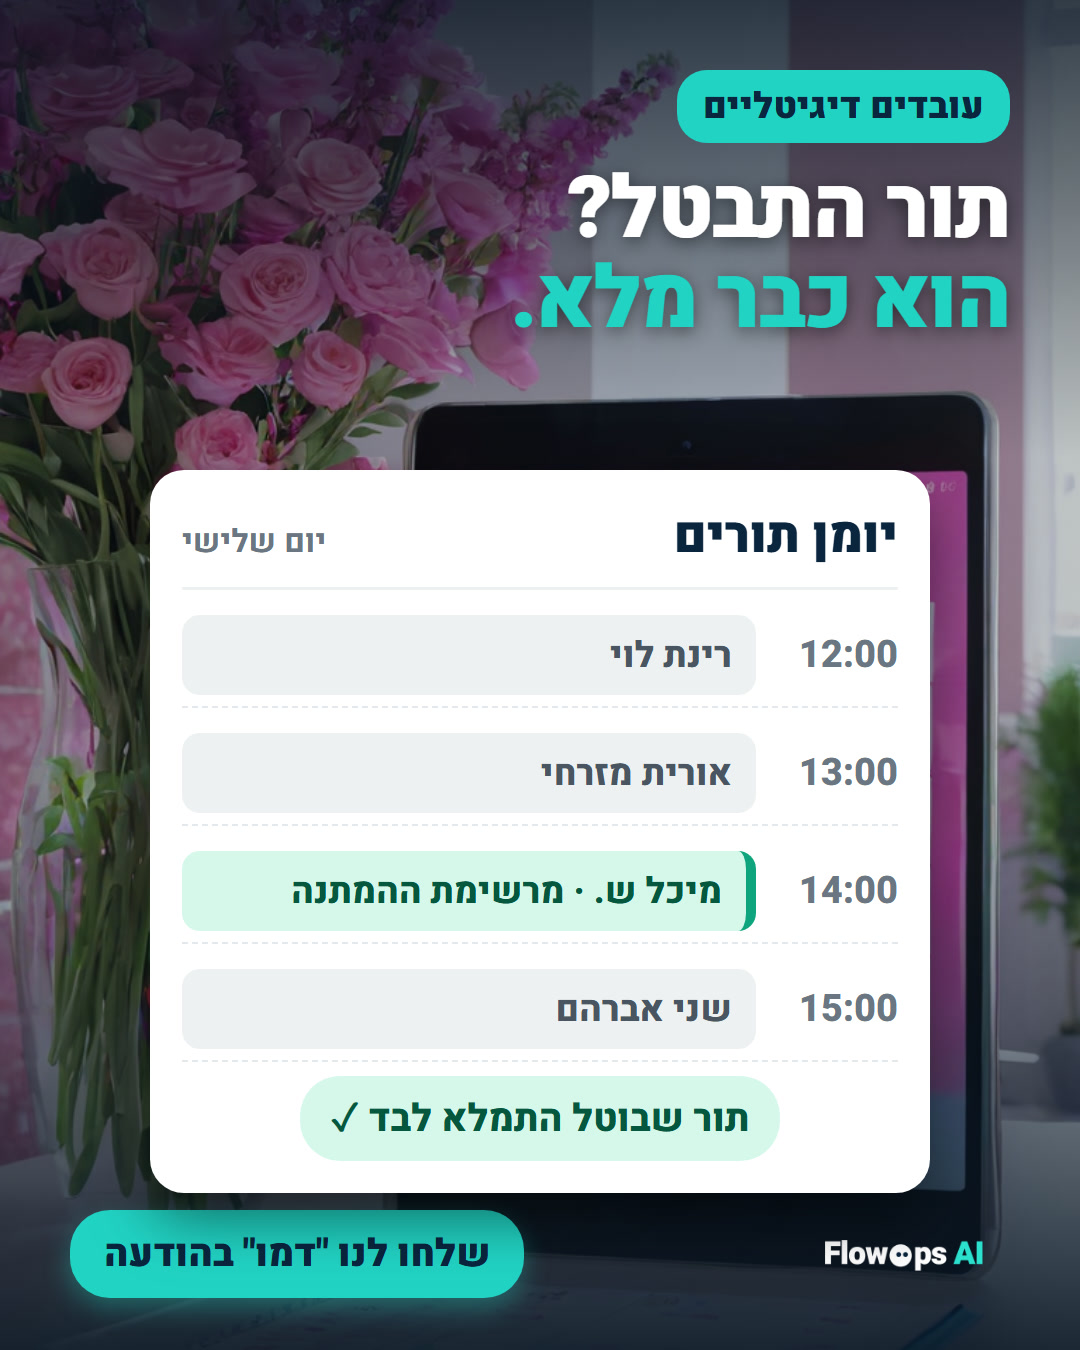 עובדים דיגיטליים
תור התבטל?
הוא כבר מלא.
יומן תורים
יום שלישי
12:00 רינת לוי
13:00 אורית מזרחי
14:00 מיכל ש. · מרשימת ההמתנה
15:00 שני אברהם
תור שבוטל התמלא לבד ✓
שלחו לנו "דמו" בהודעה
FlowOps AI